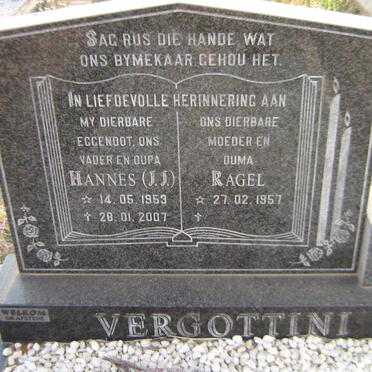 SAG RUS DIE HANDE WAT
ONS BYMEKAAR GEHOU HET.
IN LIEFDEVOLLE HERINNERING AAN
MY DIERBARE
EGGENOOT, ONS
VADER EN OUPA
HANNES (J.J.)
☆ 14. 05. 1953
✝ 28. 01. 2007
ONS DIERBARE
MOEDER EN
OUMA
RAGEL
☆ 27. 02. 1957
✝
WELKOM
GRAFSTENE
VERGOTTINI